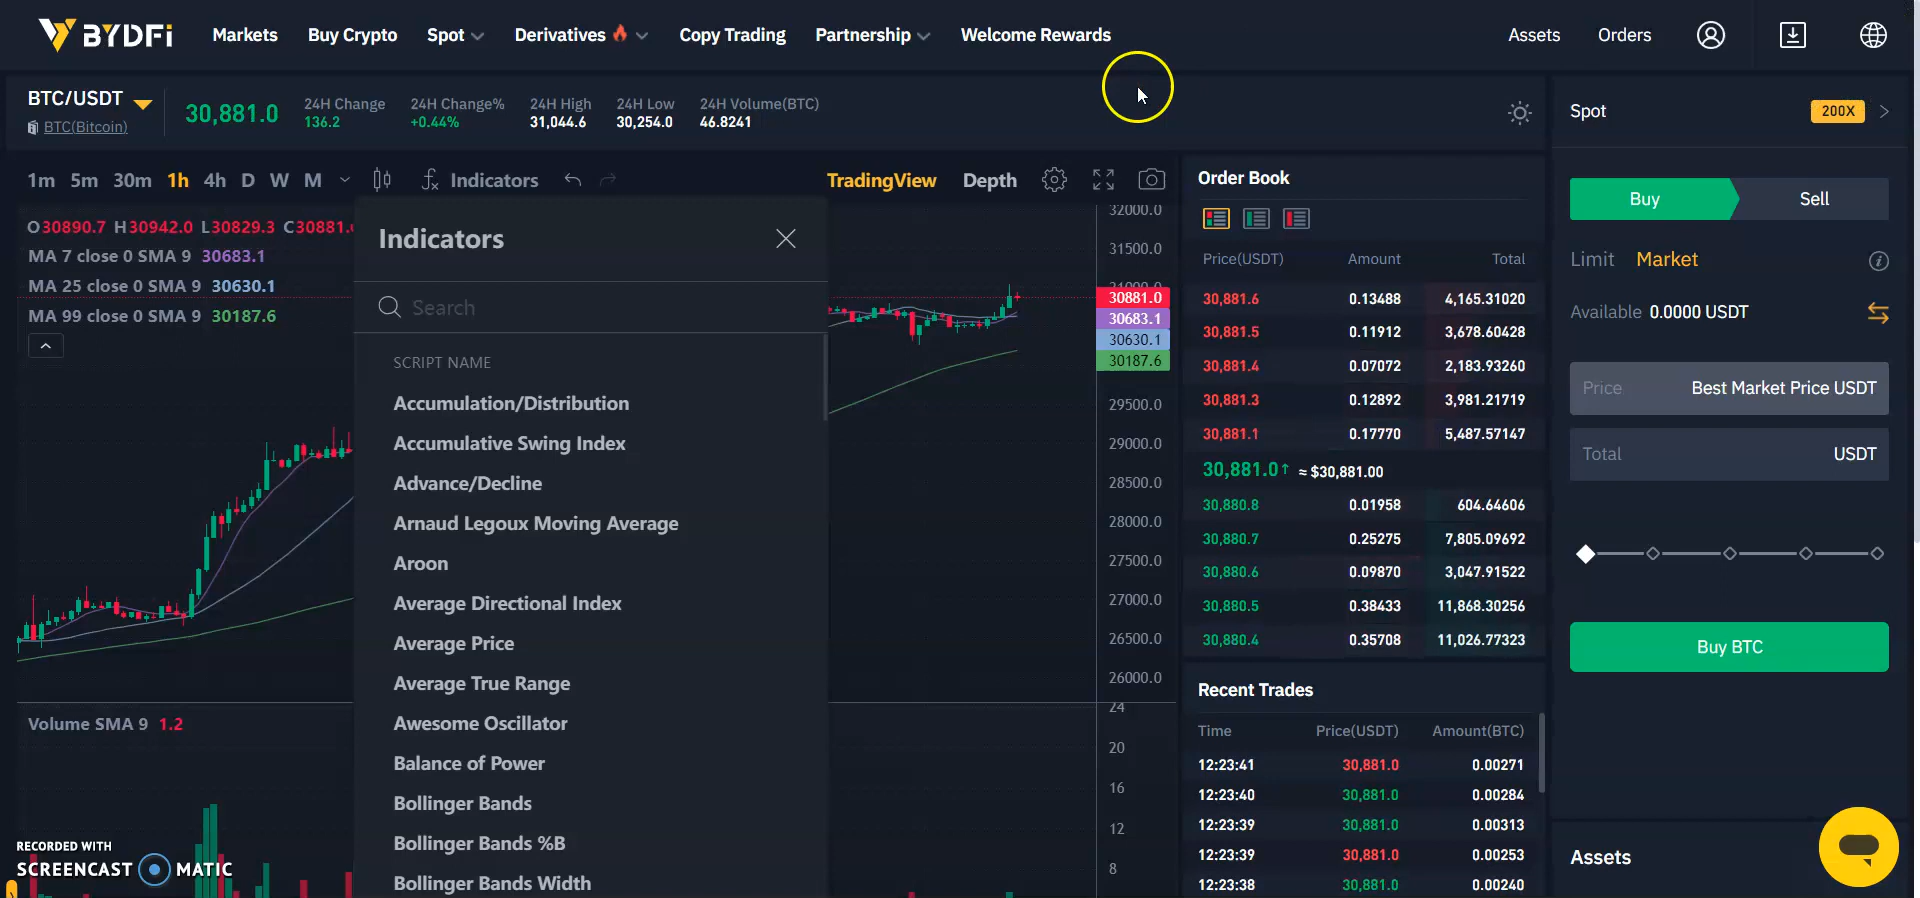 BYDFi Markets Buy Crypto Spot Derivatives Copy Trading Partnership Welcome Rewards Assets Orders
BTC/USDT
BTC(Bitcoin)
30,881.0
24H Change 24H Change% 24H High 24H Low 24H Volume(BTC)
136.2 +0.44% 31,044.6 30,254.0 46.8241
1m 5m 30m 1h 4h D W M Indicators TradingView Depth
O30890.7 H30942.0 L30829.3 C30881.
MA 7 close 0 SMA 9 30683.1
MA 25 close 0 SMA 9 30630.1
MA 99 close 0 SMA 9 30187.6
Indicators
Search
SCRIPT NAME
Accumulation/Distribution
Accumulative Swing Index
Advance/Decline
Arnaud Legoux Moving Average
Aroon
Average Directional Index
Average Price
Average True Range
Awesome Oscillator
Balance of Power
Bollinger Bands
Bollinger Bands %B
Bollinger Bands Width
32000.0
31500.0
30881.0
30683.1
30630.1
30187.6
29500.0
29000.0
28500.0
28000.0
27500.0
27000.0
26500.0
26000.0
Volume SMA 9 1.2
24
20
16
12
8
RECORDED WITH
SCREENCAST MATIC
Order Book
Price(USDT) Amount Total
30,881.6 0.13488 4,165.31020
30,881.5 0.11912 3,678.60428
30,881.4 0.07072 2,183.93260
30,881.3 0.12892 3,981.21719
30,881.1 0.17770 5,487.57147
30,881.0↑ ≈ $30,881.00
30,880.8 0.01958 604.64606
30,880.7 0.25275 7,805.09692
30,880.6 0.09870 3,047.91522
30,880.5 0.38433 11,868.30256
30,880.4 0.35708 11,026.77323
Recent Trades
Time Price(USDT) Amount(BTC)
12:23:41 30,881.0 0.00271
12:23:40 30,881.0 0.00284
12:23:39 30,881.0 0.00313
12:23:39 30,881.0 0.00253
12:23:38 30,881.0 0.00240
Spot 200X
Buy Sell
Limit Market
Available 0.0000 USDT
Price Best Market Price USDT
Total USDT
Buy BTC
Assets